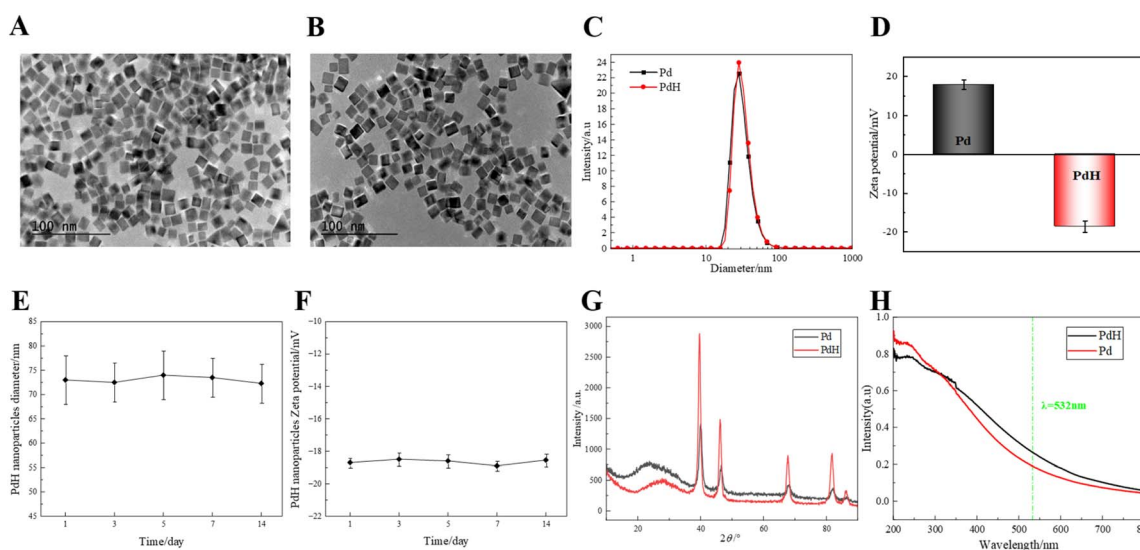 A
B
C
D
100 nm
100 nm
Pd
PdH
24
22
20
18
16
14
12
10
8
6
4
2
0
Intensity/a.u
1
10
100
1000
Diameter/nm
20
10
0
-10
-20
Zeta potential/mV
Pd
PdH
E
F
G
H
85
80
75
70
65
60
55
50
45
PdH nanoparticles diameter/nm
1
3
5
7
14
Time/day
−10
−12
−14
−16
−18
−20
−22
PdH nanoparticles Zeta potential/mV
1
3
5
7
14
Time/day
3000
2500
2000
1500
1000
500
0
Intensity /a.u.
Pd
PdH
20
40
60
80
2θ/°
1.0
0.8
0.6
0.4
0.2
0.0
Intensity(a.u)
PdH
Pd
λ=532nm
200
300
400
500
600
700
800
Wavelength/nm